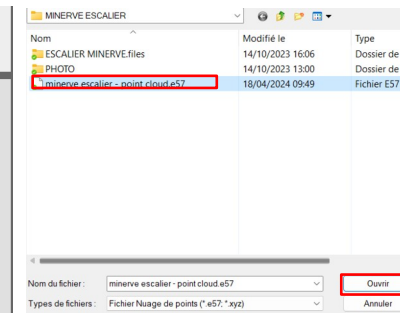 MINERVE ESCALIER
Nom Modifié le Type
ESCALIER MINERVE.files 14/10/2023 16:06 Dossier de
PHOTO 14/10/2023 13:00 Dossier de
minerve escalier - point cloud.e57 18/04/2024 09:49 Fichier E57
Nom du fichier : minerve escalier - point cloud.e57 Ouvrir
Types de fichiers : Fichier Nuage de points (*.e57; *.xyz) Annuler